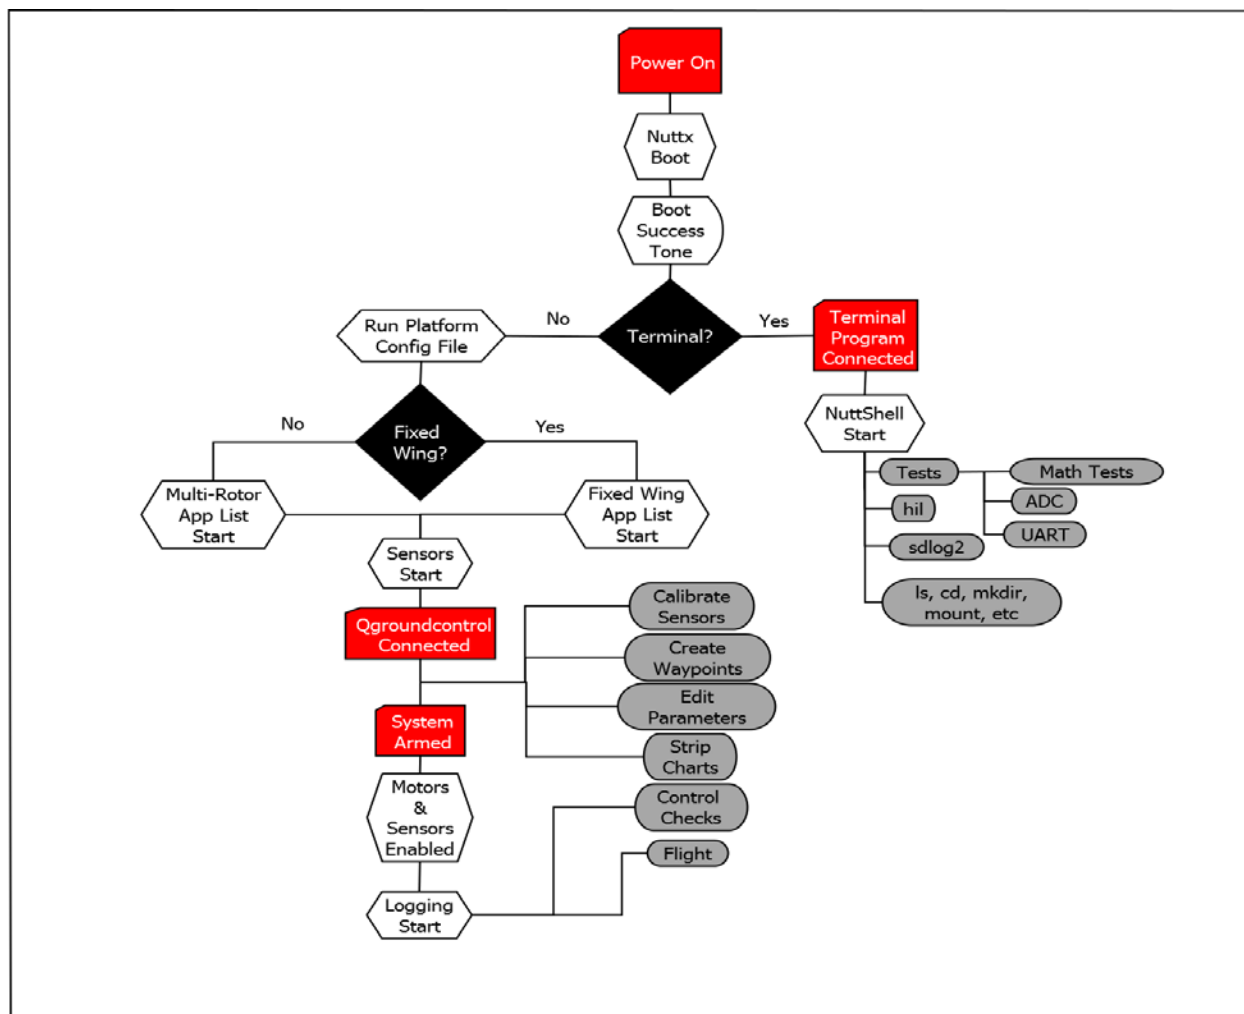 Power On
Nuttx
Boot
Boot
Success
Tone
Terminal?
No
Yes
Run Platform
Config File
Terminal
Program
Connected
Fixed
Wing?
No
Yes
NuttShell
Start
Multi-Rotor
App List
Start
Fixed Wing
App List
Start
Tests
Math Tests
hil
ADC
sdlog2
UART
ls, cd, mkdir,
mount, etc
Sensors
Start
Qgroundcontrol
Connected
Calibrate
Sensors
Create
Waypoints
Edit
Parameters
Strip
Charts
System
Armed
Motors
&
Sensors
Enabled
Control
Checks
Flight
Logging
Start